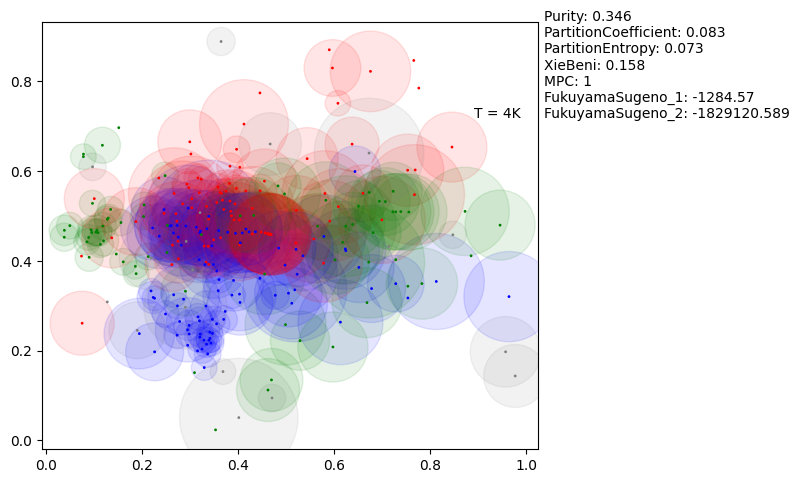 Purity: 0.346
PartitionCoefficient: 0.083
PartitionEntropy: 0.073
XieBeni: 0.158
MPC: 1
FukuyamaSugeno_1: -1284.57
FukuyamaSugeno_2: -1829120.589
T = 4K
0.8
0.6
0.4
0.2
0.0
0.0 0.2 0.4 0.6 0.8 1.0